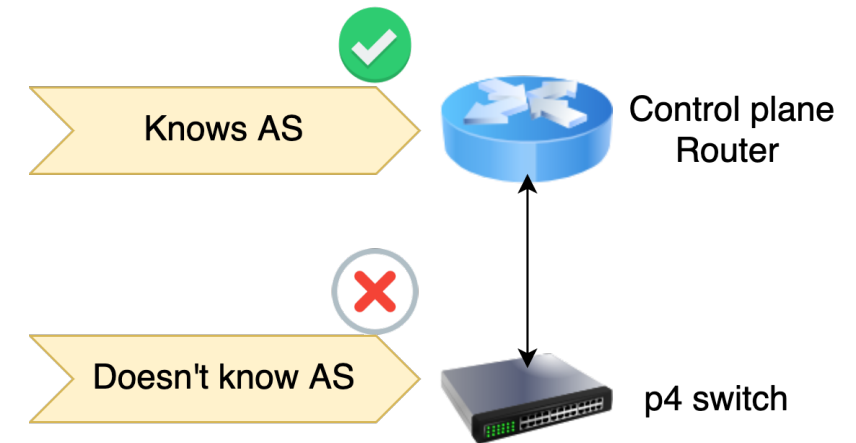 Knows AS
Control plane
Router
Doesn't know AS
p4 switch